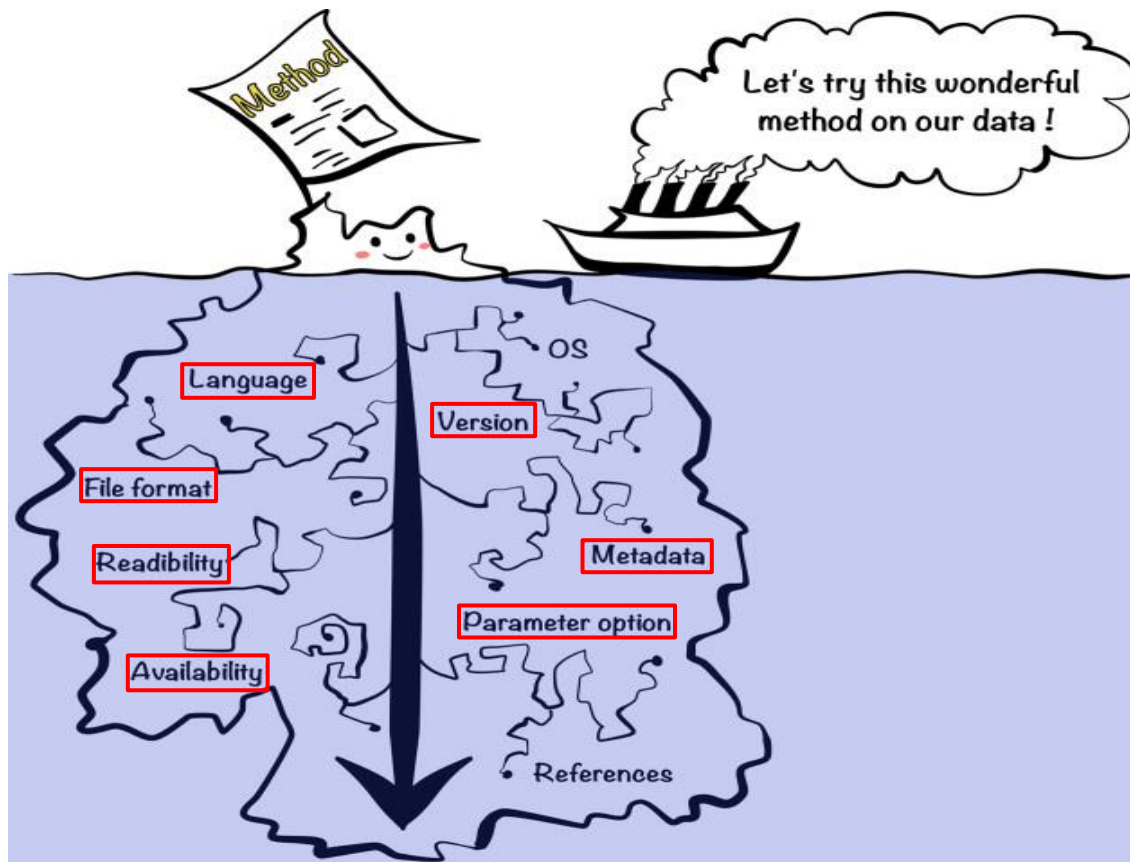 Method
Let's try this wonderful
method on our data !
OS
Language
Version
File format
Readibility
Metadata
Parameter option
Availability
References